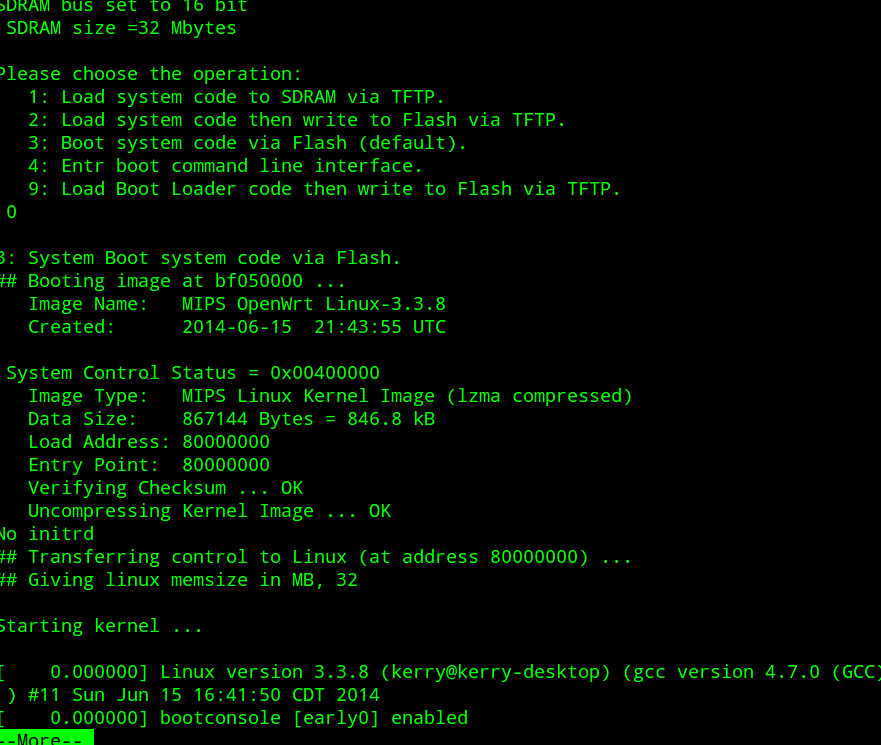 SDRAM bus set to 16 bit
SDRAM size =32 Mbytes
Please choose the operation:
1: Load system code to SDRAM via TFTP.
2: Load system code then write to Flash via TFTP.
3: Boot system code via Flash (default).
4: Entr boot command line interface.
9: Load Boot Loader code then write to Flash via TFTP.
0
3: System Boot system code via Flash.
## Booting image at bf050000 ...
Image Name:   MIPS OpenWrt Linux-3.3.8
Created:      2014-06-15  21:43:55 UTC
System Control Status = 0x00400000
Image Type:   MIPS Linux Kernel Image (lzma compressed)
Data Size:    867144 Bytes = 846.8 kB
Load Address: 80000000
Entry Point:  80000000
Verifying Checksum ... OK
Uncompressing Kernel Image ... OK
No initrd
## Transferring control to Linux (at address 80000000) ...
## Giving linux memsize in MB, 32
Starting kernel ...
[    0.000000] Linux version 3.3.8 (kerry@kerry-desktop) (gcc version 4.7.0 (GCC)
) #11 Sun Jun 15 16:41:50 CDT 2014
[    0.000000] bootconsole [early0] enabled
--More--